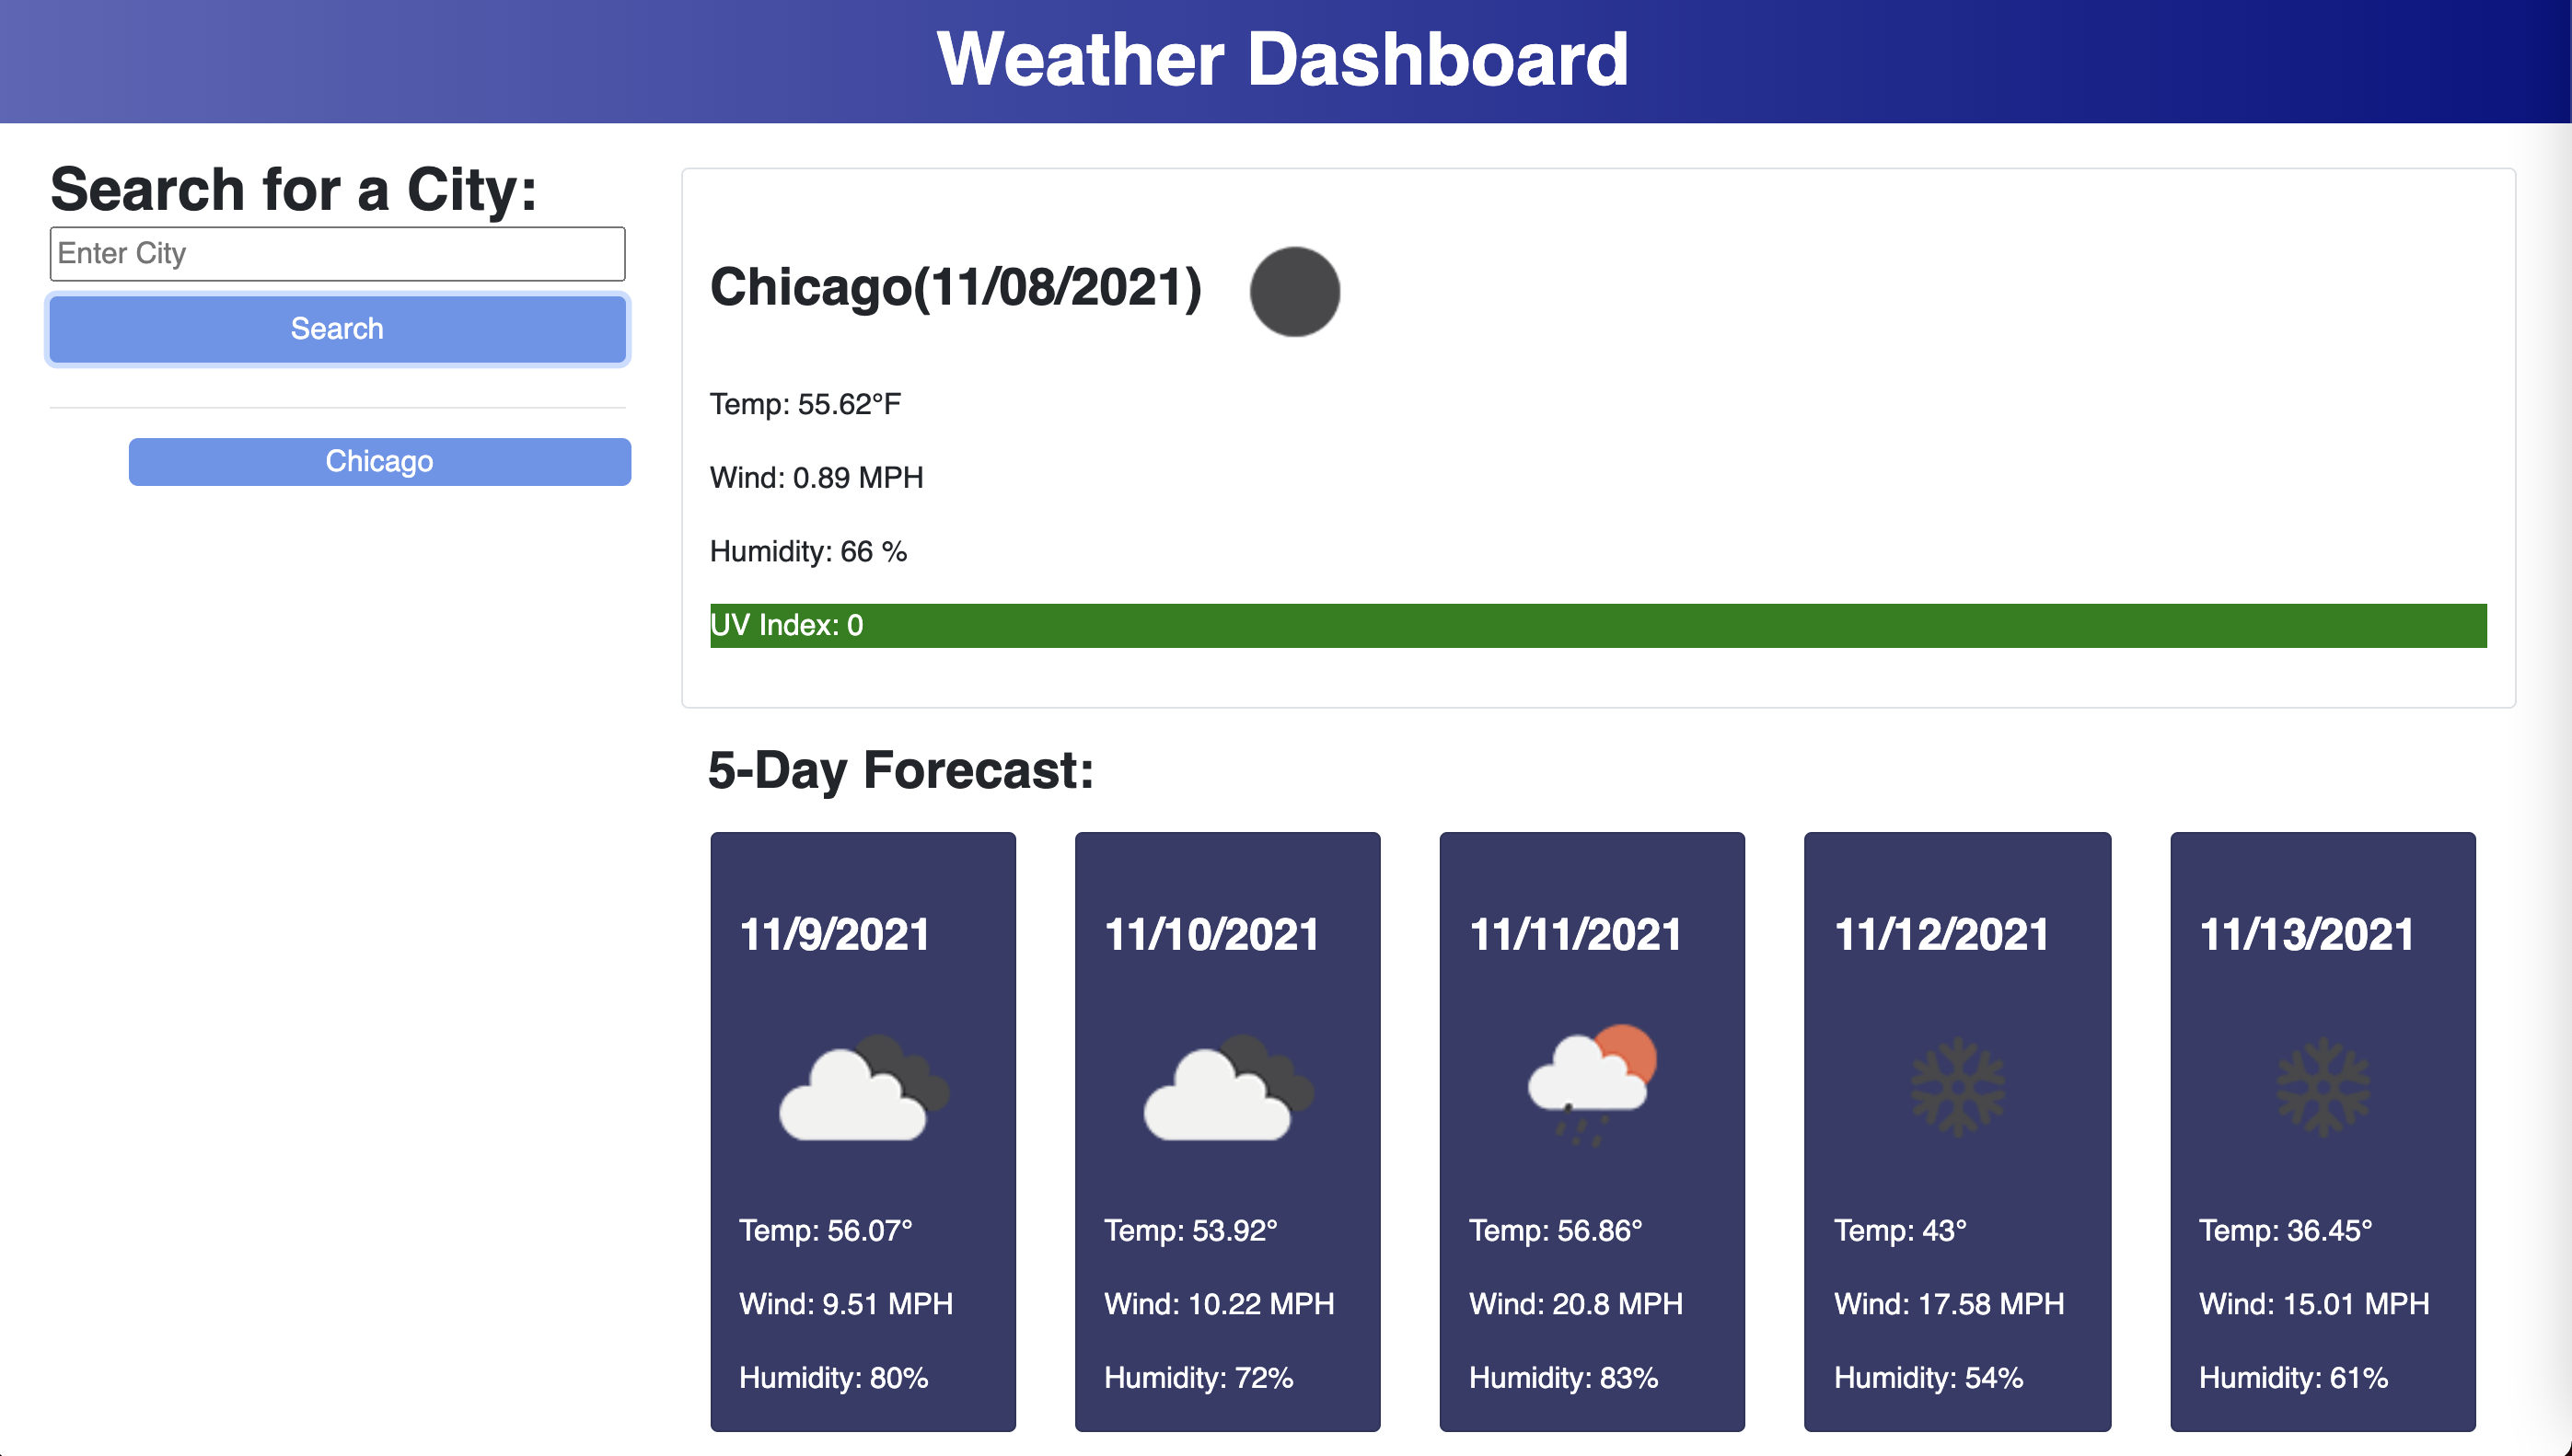 Weather Dashboard
Search for a City:
Enter City
Search
Chicago
Chicago(11/08/2021)
Temp: 55.62°F
Wind: 0.89 MPH
Humidity: 66 %
UV Index: 0
5-Day Forecast:
11/9/2021
Temp: 56.07°
Wind: 9.51 MPH
Humidity: 80%
11/10/2021
Temp: 53.92°
Wind: 10.22 MPH
Humidity: 72%
11/11/2021
Temp: 56.86°
Wind: 20.8 MPH
Humidity: 83%
11/12/2021
Temp: 43°
Wind: 17.58 MPH
Humidity: 54%
11/13/2021
Temp: 36.45°
Wind: 15.01 MPH
Humidity: 61%